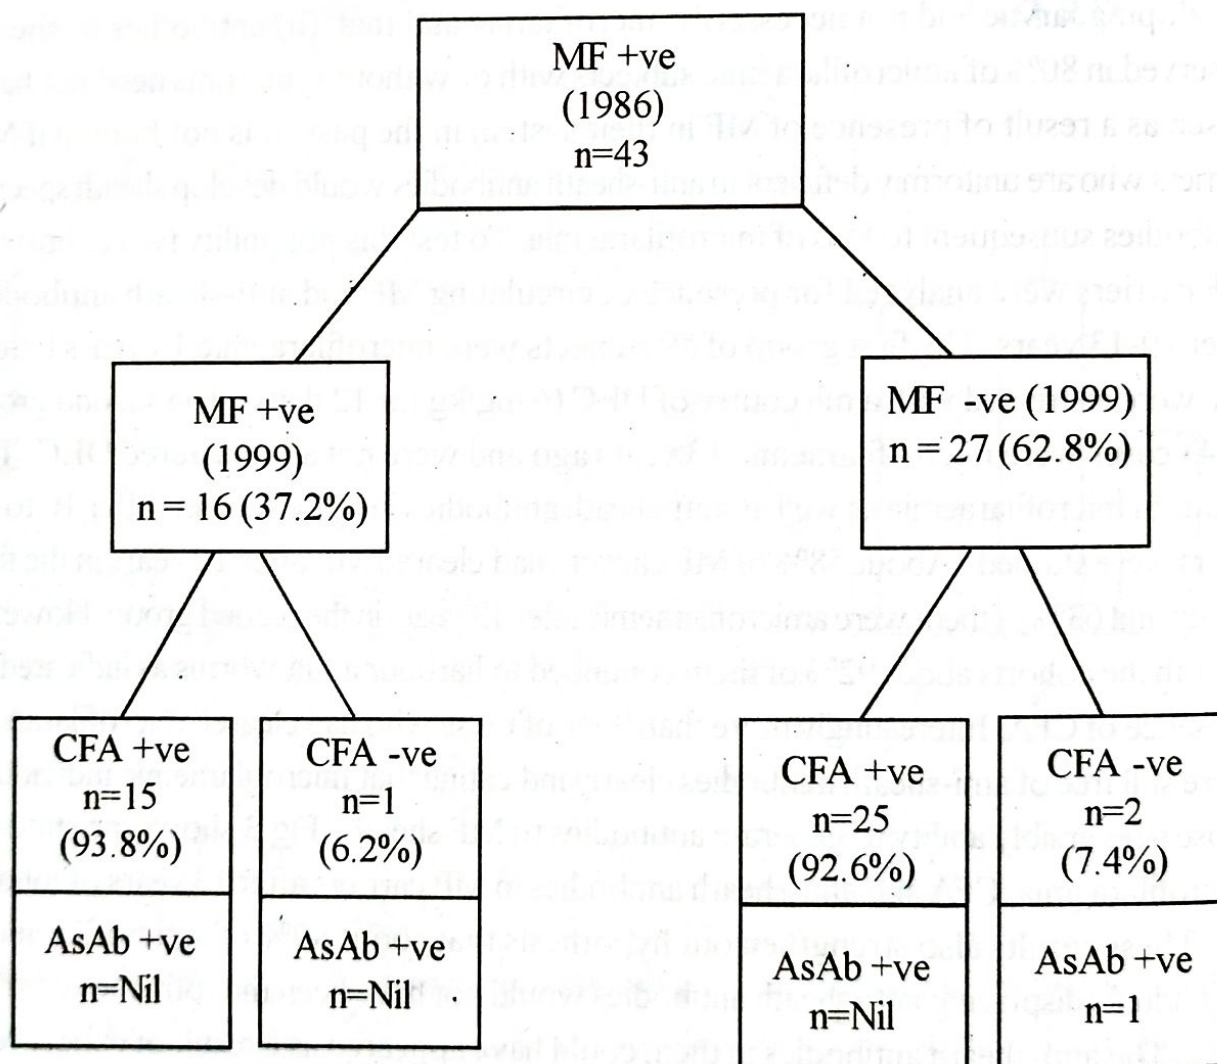 MF +ve
(1986)
n=43
MF +ve
(1999)
n = 16 (37.2%)
MF -ve (1999)
n = 27 (62.8%)
CFA +ve
n=15
(93.8%)
CFA -ve
n=1
(6.2%)
CFA +ve
n=25
(92.6%)
CFA -ve
n=2
(7.4%)
AsAb +ve
n=Nil
AsAb +ve
n=Nil
AsAb +ve
n=Nil
AsAb +ve
n=1